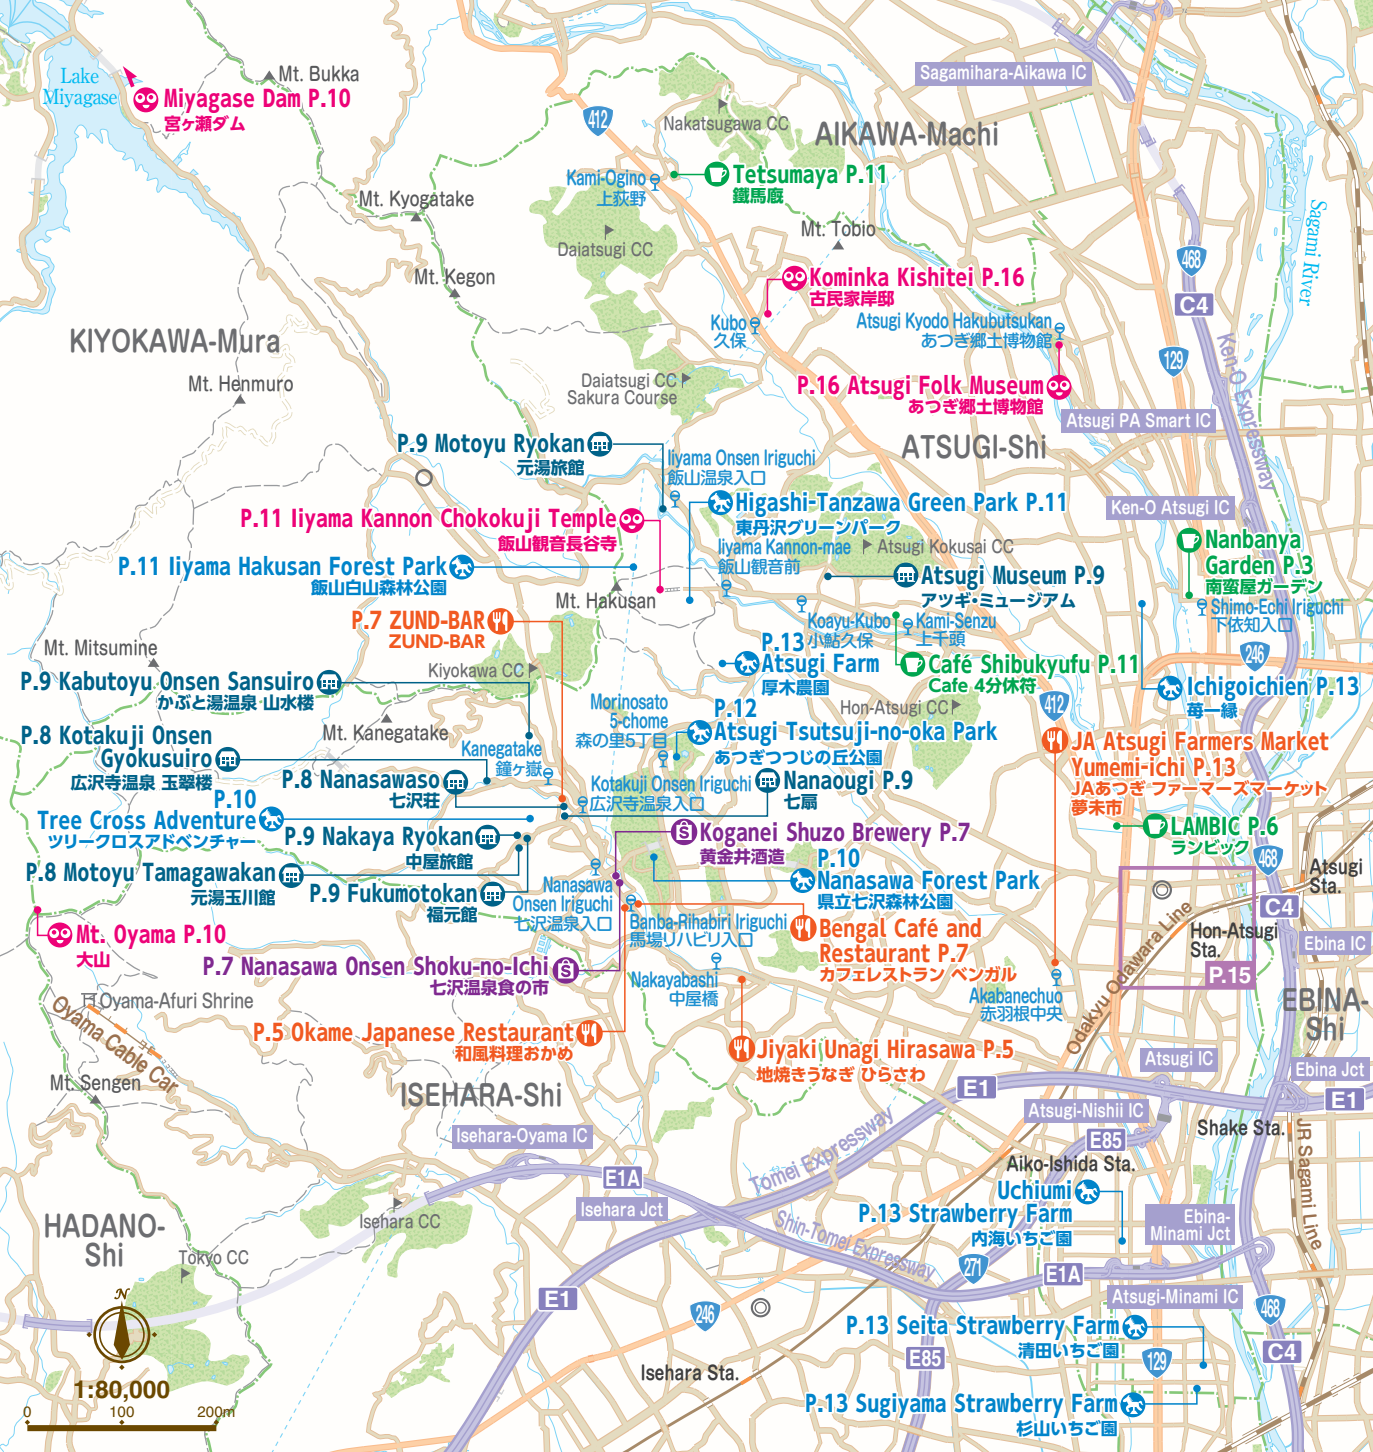 Lake
Miyagase
Mt. Bukka
Miyagase Dam P.10
宮ヶ瀬ダム
Sagamihara-Aikawa IC
412
Nakatsugawa CC
AIKAWA-Machi
Kami-Ogino
上荻野
Tetsumaya P.11
鐵馬廐
Mt. Kyogatake
Daiatsugi CC
Mt. Tobio
Sagami River
468
C4
Mt. Kegon
Kominka Kishitei P.16
古民家岸邸
Kubo
久保
Atsugi Kyodo Hakubutsukan
あつぎ郷土博物館
KIYOKAWA-Mura
Ken-O Expressway
129
Mt. Henmuro
Daiatsugi CC
Sakura Course
P.16 Atsugi Folk Museum
あつぎ郷土博物館
Atsugi PA Smart IC
P.9 Motoyu Ryokan
元湯旅館
ATSUGI-Shi
Iiyama Onsen Iriguchi
飯山温泉入口
Higashi-Tanzawa Green Park P.11
東丹沢グリーンパーク
Ken-O Atsugi IC
P.11 Iiyama Kannon Chokokuji Temple
飯山観音長谷寺
Iiyama Kannon-mae
飯山観音前
Atsugi Kokusai CC
Nanbanya
Garden P.3
南蛮屋ガーデン
P.11 Iiyama Hakusan Forest Park
飯山白山森林公園
Atsugi Museum P.9
アツギ・ミュージアム
Mt. Hakusan
Shimo-Echi Iriguchi
下依知入口
P.7 ZUND-BAR
ZUND-BAR
Koayu-Kubo
小鮎久保
Kami-Senzu
上千頭
Mt. Mitsumine
P.13
Atsugi Farm
厚木農園
Café Shibukyufu P.11
Cafe 4分休符
246
Kiyokawa CC
P.9 Kabutoyu Onsen Sansuiro
かぶと湯温泉 山水楼
Ichigoichien P.13
苺一縁
Morinosato
5-chome
森の里5丁目
P.12
Atsugi Tsutsuji-no-oka Park
あつぎつつじの丘公園
Hon-Atsugi CC
412
Mt. Kanegatake
P.8 Kotakuji Onsen
Gyokusuiro
広沢寺温泉 玉翠楼
Kanegatake
鐘ヶ嶽
JA Atsugi Farmers Market
Yumemi-ichi P.13
JAあつぎ ファーマーズマーケット
夢未市
P.8 Nanasawaso
七沢荘
Kotakuji Onsen Iriguchi
広沢寺温泉入口
Nanaougi P.9
七扇
P.10
Tree Cross Adventure
ツリークロスアドベンチャー
P.9 Nakaya Ryokan
中屋旅館
Koganei Shuzo Brewery P.7
黄金井酒造
LAMBIC P.6
ランビック
468
P.8 Motoyu Tamagawakan
元湯玉川館
P.9 Fukumotokan
福元館
P.10
Nanasawa Forest Park
県立七沢森林公園
Atsugi
Sta.
C4
Nanasawa
Onsen Iriguchi
七沢温泉入口
Banba-Rihabiri Iriguchi
馬場リハビリ入口
Bengal Café and
Restaurant P.7
カフェレストラン ベンガル
Odakyu Odawara Line
Hon-Atsugi
Sta.
P.15
Ebina IC
Mt. Oyama P.10
大山
P.7 Nanasawa Onsen Shoku-no-Ichi
七沢温泉食の市
Nakayabashi
中屋橋
Akabanechuo
赤羽根中央
EBINA-
Shi
Oyama-Afuri Shrine
Oyama Cable Car
P.5 Okame Japanese Restaurant
和風料理おかめ
Jiyaki Unagi Hirasawa P.5
地焼きうなぎ ひらさわ
Atsugi IC
Ebina Jct
Mt. Sengen
ISEHARA-Shi
E1
E1
Atsugi-Nishii IC
Isehara-Oyama IC
Tomei Expressway
E85
Shake Sta.
JR Sagami Line
Aiko-Ishida Sta.
E1A
Uchiumi
P.13 Strawberry Farm
内海いちご園
Isehara Jct
Isehara CC
HADANO-
Shi
Shin-Tomei Expressway
Ebina-
Minami Jct
Tokyo CC
271
E1A
N
E1
246
Atsugi-Minami IC
468
P.13 Seita Strawberry Farm
清田いちご園
E85
129
C4
Isehara Sta.
1:80,000
P.13 Sugiyama Strawberry Farm
杉山いちご園
0
100
200m